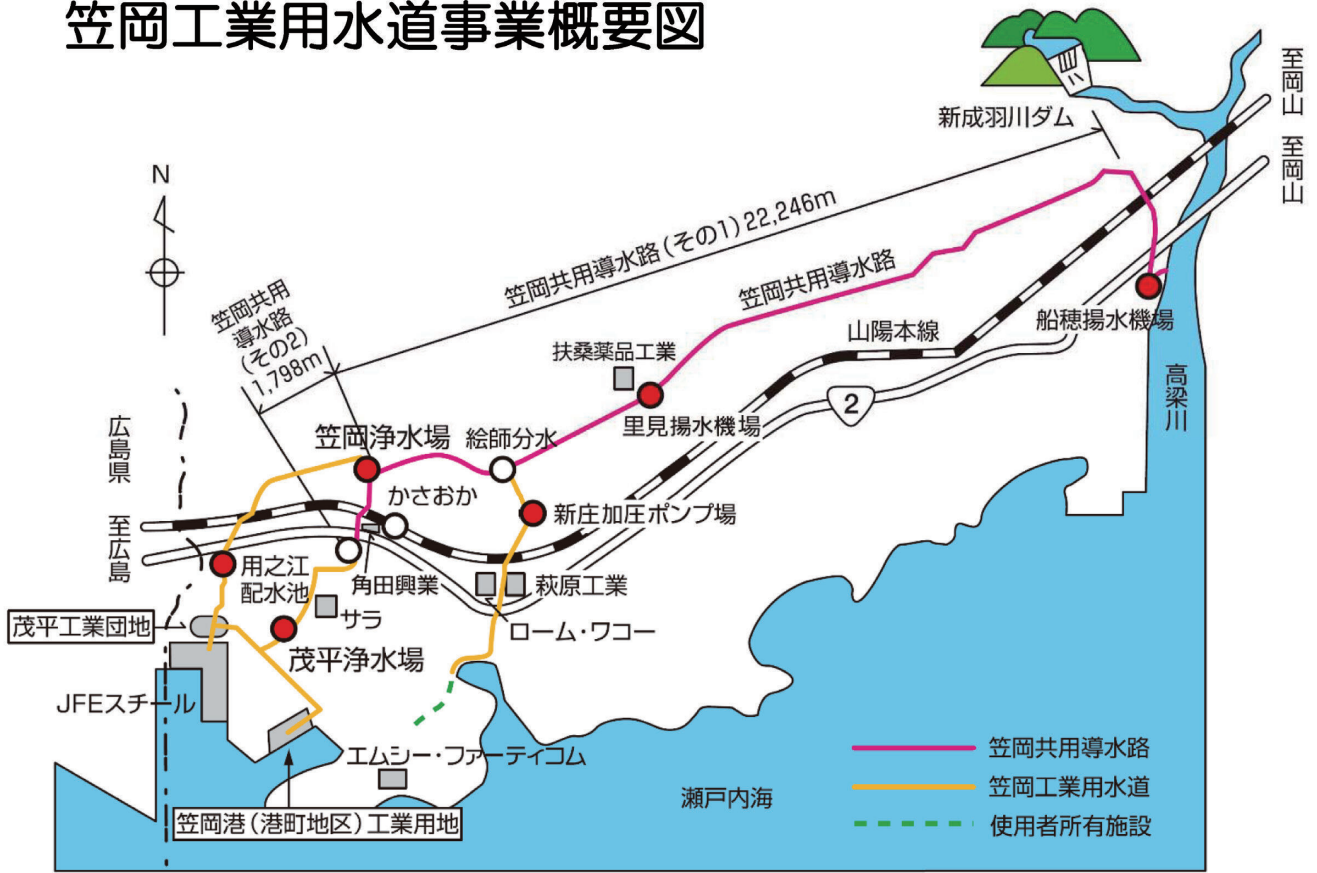 笠岡工業用水道事業概要図
新成羽川ダム
至岡山
至岡山
N
笠岡共用導水路(その1)22,246m
笠岡共用導水路
笠岡共用
導水路
(その2)
1,798m
扶桑薬品工業
山陽本線
船穂揚水機場
高梁川
2
里見揚水機場
広島県
笠岡浄水場
絵師分水
かさおか
新庄加圧ポンプ場
至広島
用之江
配水池
角田興業
萩原工業
サラ
ローム・ワコー
茂平工業団地
茂平浄水場
JFEスチール
エムシー・ファーティコム
笠岡港(港町地区)工業用地
瀬戸内海
笠岡共用導水路
笠岡工業用水道
使用者所有施設